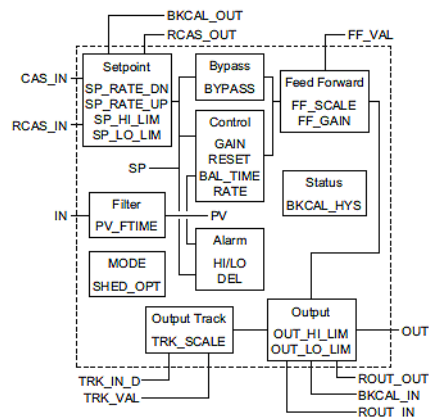 BKCAL_OUT
RCAS_OUT
FF_VAL
CAS_IN
RCAS_IN
Setpoint
SP_RATE_DN
SP_RATE_UP
SP_HI_LIM
SP_LO_LIM
Bypass
BYPASS
Feed Forward
FF_SCALE
FF_GAIN
Control
GAIN
RESET
BAL_TIME
RATE
SP
Status
BKCAL_HYS
IN
Filter
PV_FTIME
PV
Alarm
HI/LO
DEL
MODE
SHED_OPT
Output Track
TRK_SCALE
Output
OUT_HI_LIM
OUT_LO_LIM
OUT
TRK_IN_D
TRK_VAL
ROUT_OUT
BKCAL_IN
ROUT_IN